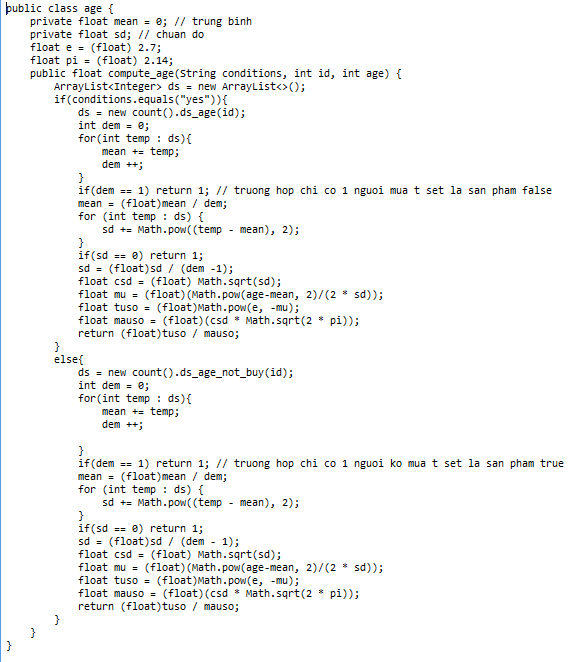 public class age {
    private float mean = 0; // trung binh
    private float sd; // chuan do
    float e = (float) 2.7;
    float pi = (float) 2.14;
    public float compute_age(String conditions, int id, int age) {
        ArrayList<Integer> ds = new ArrayList<>();
        if(conditions.equals("yes")){
            ds = new count().ds_age(id);
            int dem = 0;
            for(int temp : ds){
                mean += temp;
                dem ++;
            }
            if(dem == 1) return 1; // truong hop chi co 1 nguoi mua t set la san pham false
            mean = (float)mean / dem;
            for (int temp : ds) {
                sd += Math.pow((temp - mean), 2);
            }
            if(sd == 0) return 1;
            sd = (float)sd / (dem -1);
            float csd = (float) Math.sqrt(sd);
            float mu = (float)(Math.pow(age-mean, 2)/(2 * sd));
            float tuso = (float)Math.pow(e, -mu);
            float mauso = (float)(csd * Math.sqrt(2 * pi));
            return (float)tuso / mauso;
        }
        else{
            ds = new count().ds_age_not_buy(id);
            int dem = 0;
            for(int temp : ds){
                mean += temp;
                dem ++;

            }
            if(dem == 1) return 1; // truong hop chi co 1 nguoi ko mua t set la san pham true
            mean = (float)mean / dem;
            for (int temp : ds) {
                sd += Math.pow((temp - mean), 2);
            }
            if(sd == 0) return 1;
            sd = (float)sd / (dem - 1);
            float csd = (float) Math.sqrt(sd);
            float mu = (float)(Math.pow(age-mean, 2)/(2 * sd));
            float tuso = (float)Math.pow(e, -mu);
            float mauso = (float)(csd * Math.sqrt(2 * pi));
            return (float)tuso / mauso;
        }
    }
}